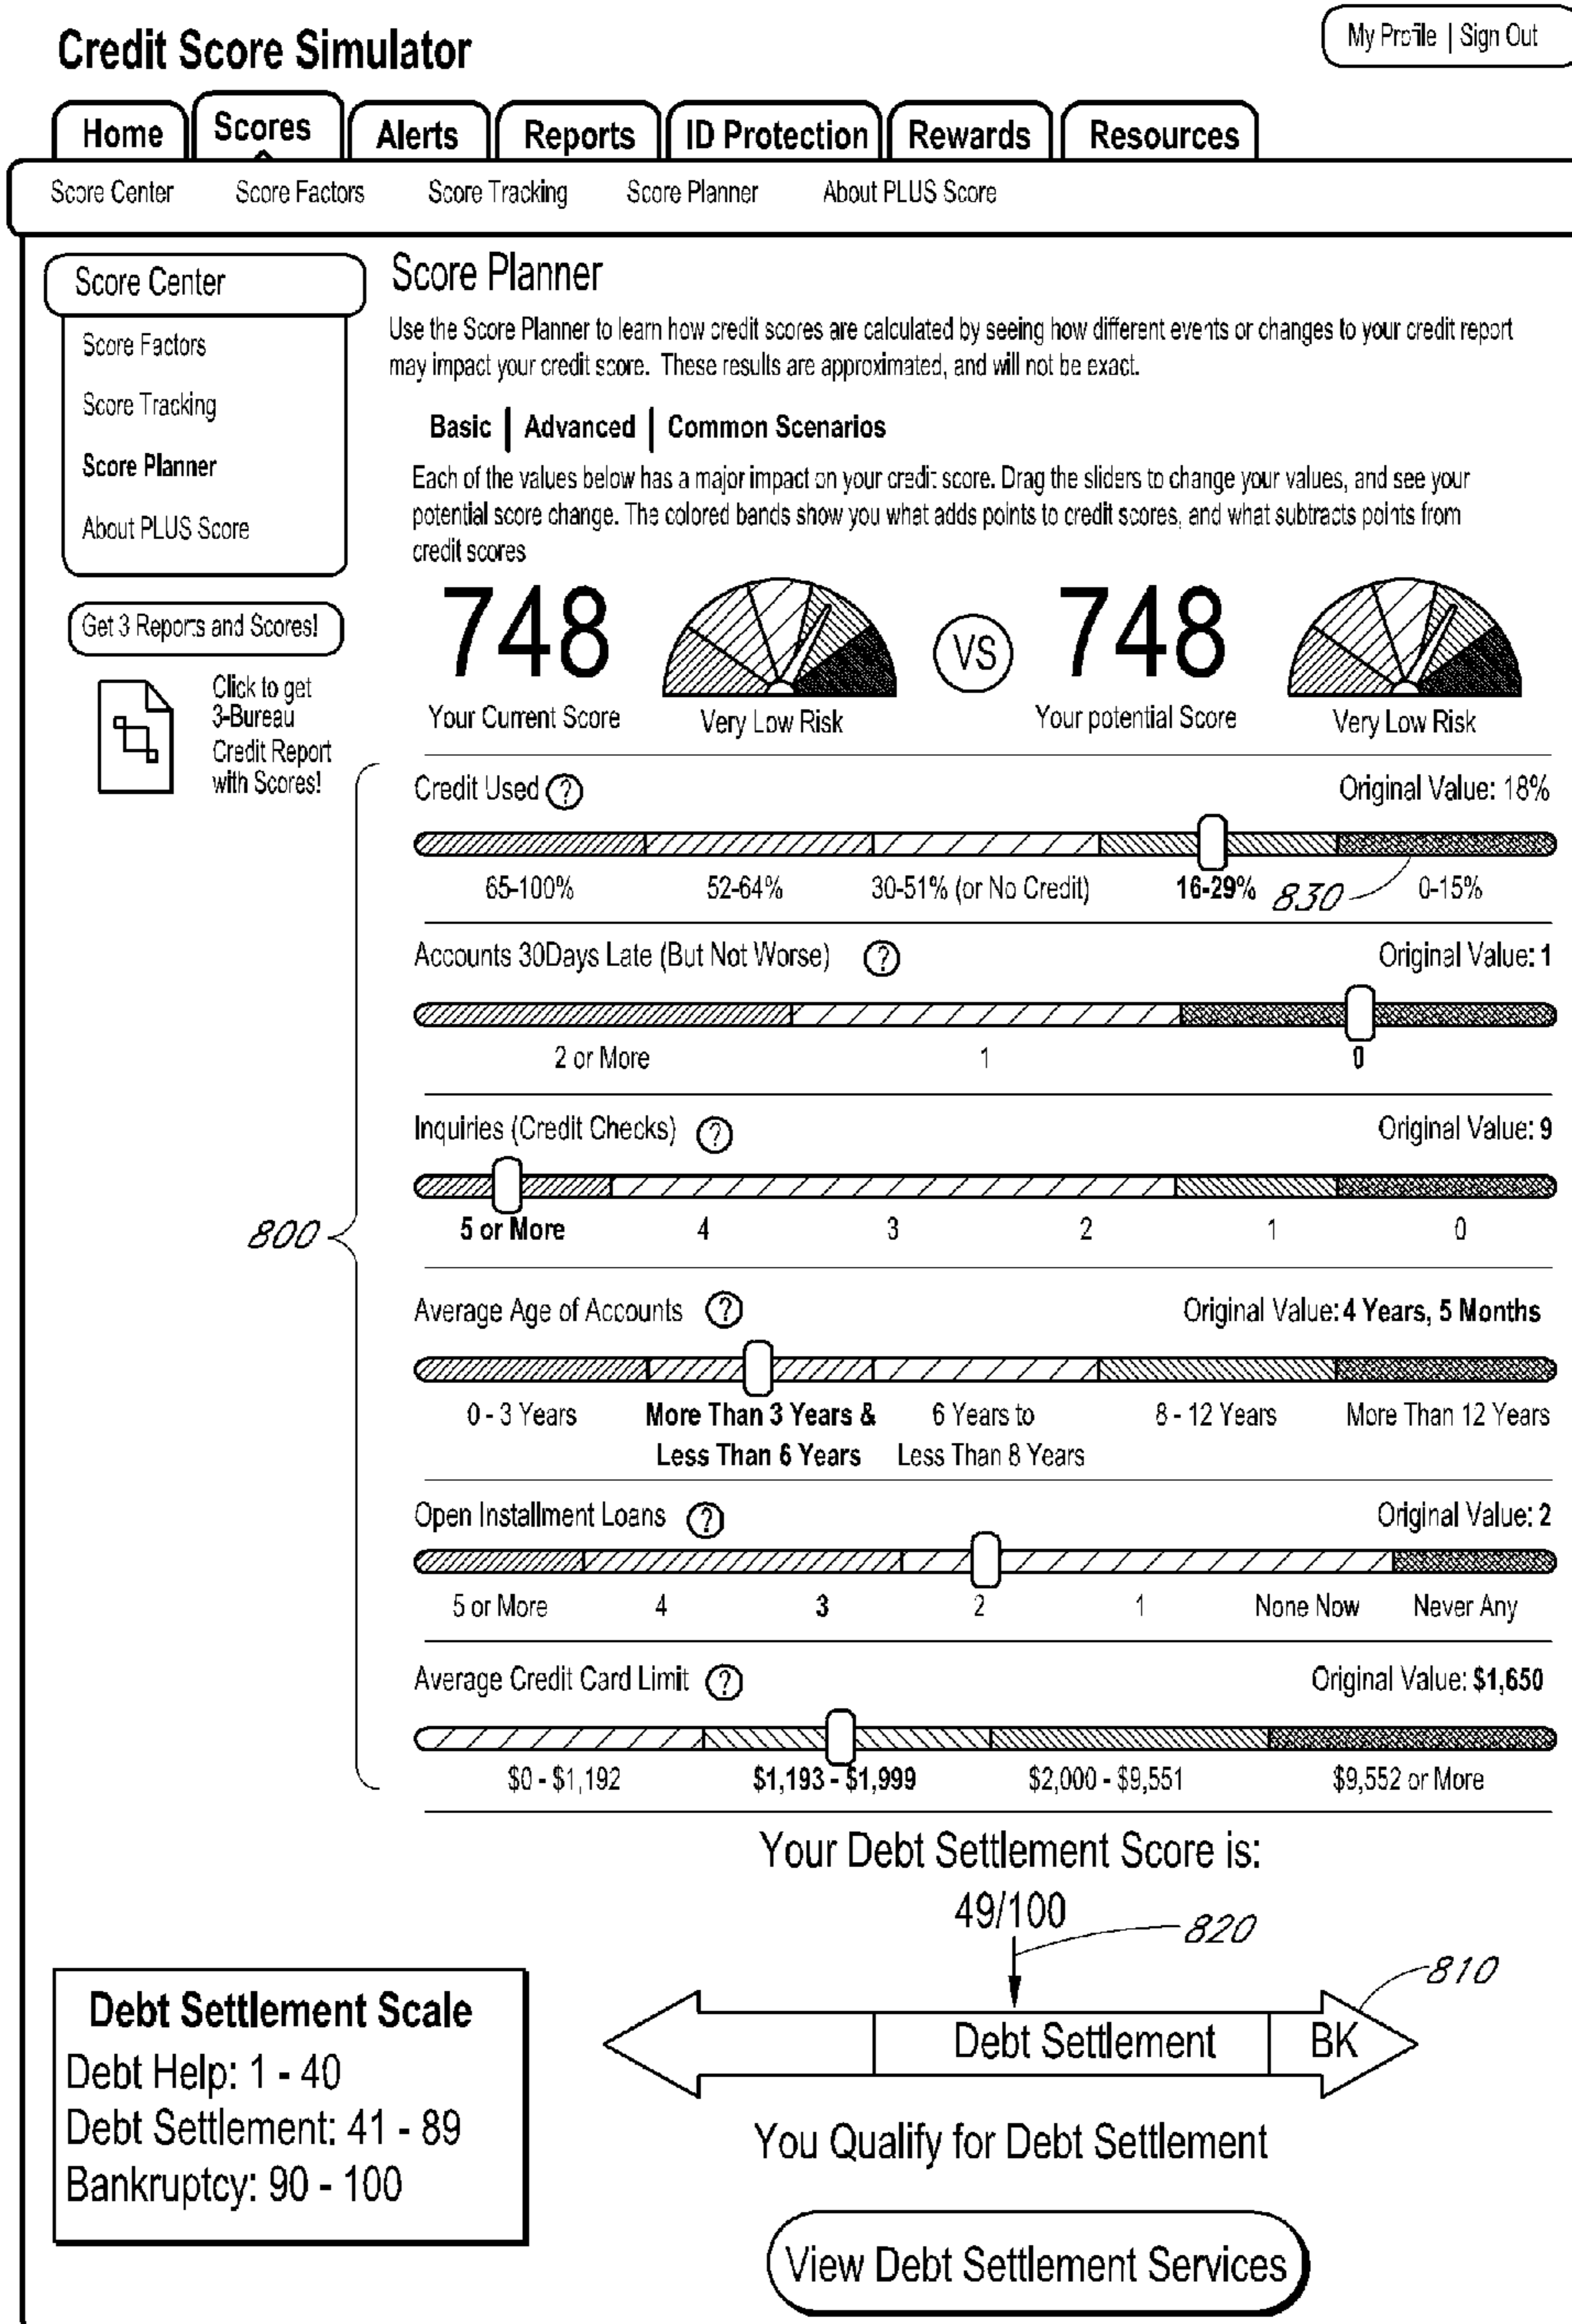 Credit Score Simulator
My Profile | Sign Out
Home
Scores
Alerts
Reports
ID Protection
Rewards
Resources
Score Center
Score Factors
Score Tracking
Score Planner
About PLUS Score
Score Center
Score Factors
Score Tracking
Score Planner
About PLUS Score
Get 3 Reports and Scores!
Click to get
3-Bureau
Credit Report
with Scores!
Score Planner
Use the Score Planner to learn how credit scores are calculated by seeing how different events or changes to your credit report
may impact your credit score. These results are approximated, and will not be exact.
Basic | Advanced | Common Scenarios
Each of the values below has a major impact on your credit score. Drag the sliders to change your values, and see your
potential score change. The colored bands show you what adds points to credit scores, and what subtracts points from
credit scores
748
Your Current Score
Very Low Risk
VS
748
Your potential Score
Very Low Risk
800
Credit Used ?
Original Value: 18%
65-100%
52-64%
30-51% (or No Credit)
16-29%
830
0-15%
Accounts 30Days Late (But Not Worse) ?
Original Value: 1
2 or More
1
0
Inquiries (Credit Checks) ?
Original Value: 9
5 or More
4
3
2
1
0
Average Age of Accounts ?
Original Value: 4 Years, 5 Months
0 - 3 Years
More Than 3 Years &
Less Than 6 Years
6 Years to
Less Than 8 Years
8 - 12 Years
More Than 12 Years
Open Installment Loans ?
Original Value: 2
5 or More
4
3
2
1
None Now
Never Any
Average Credit Card Limit ?
Original Value: $1,650
$0 - $1,192
$1,193 - $1,999
$2,000 - $9,551
$9,552 or More
Your Debt Settlement Score is:
49/100
820
810
Debt Settlement
BK
You Qualify for Debt Settlement
View Debt Settlement Services
Debt Settlement Scale
Debt Help: 1 - 40
Debt Settlement: 41 - 89
Bankruptcy: 90 - 100